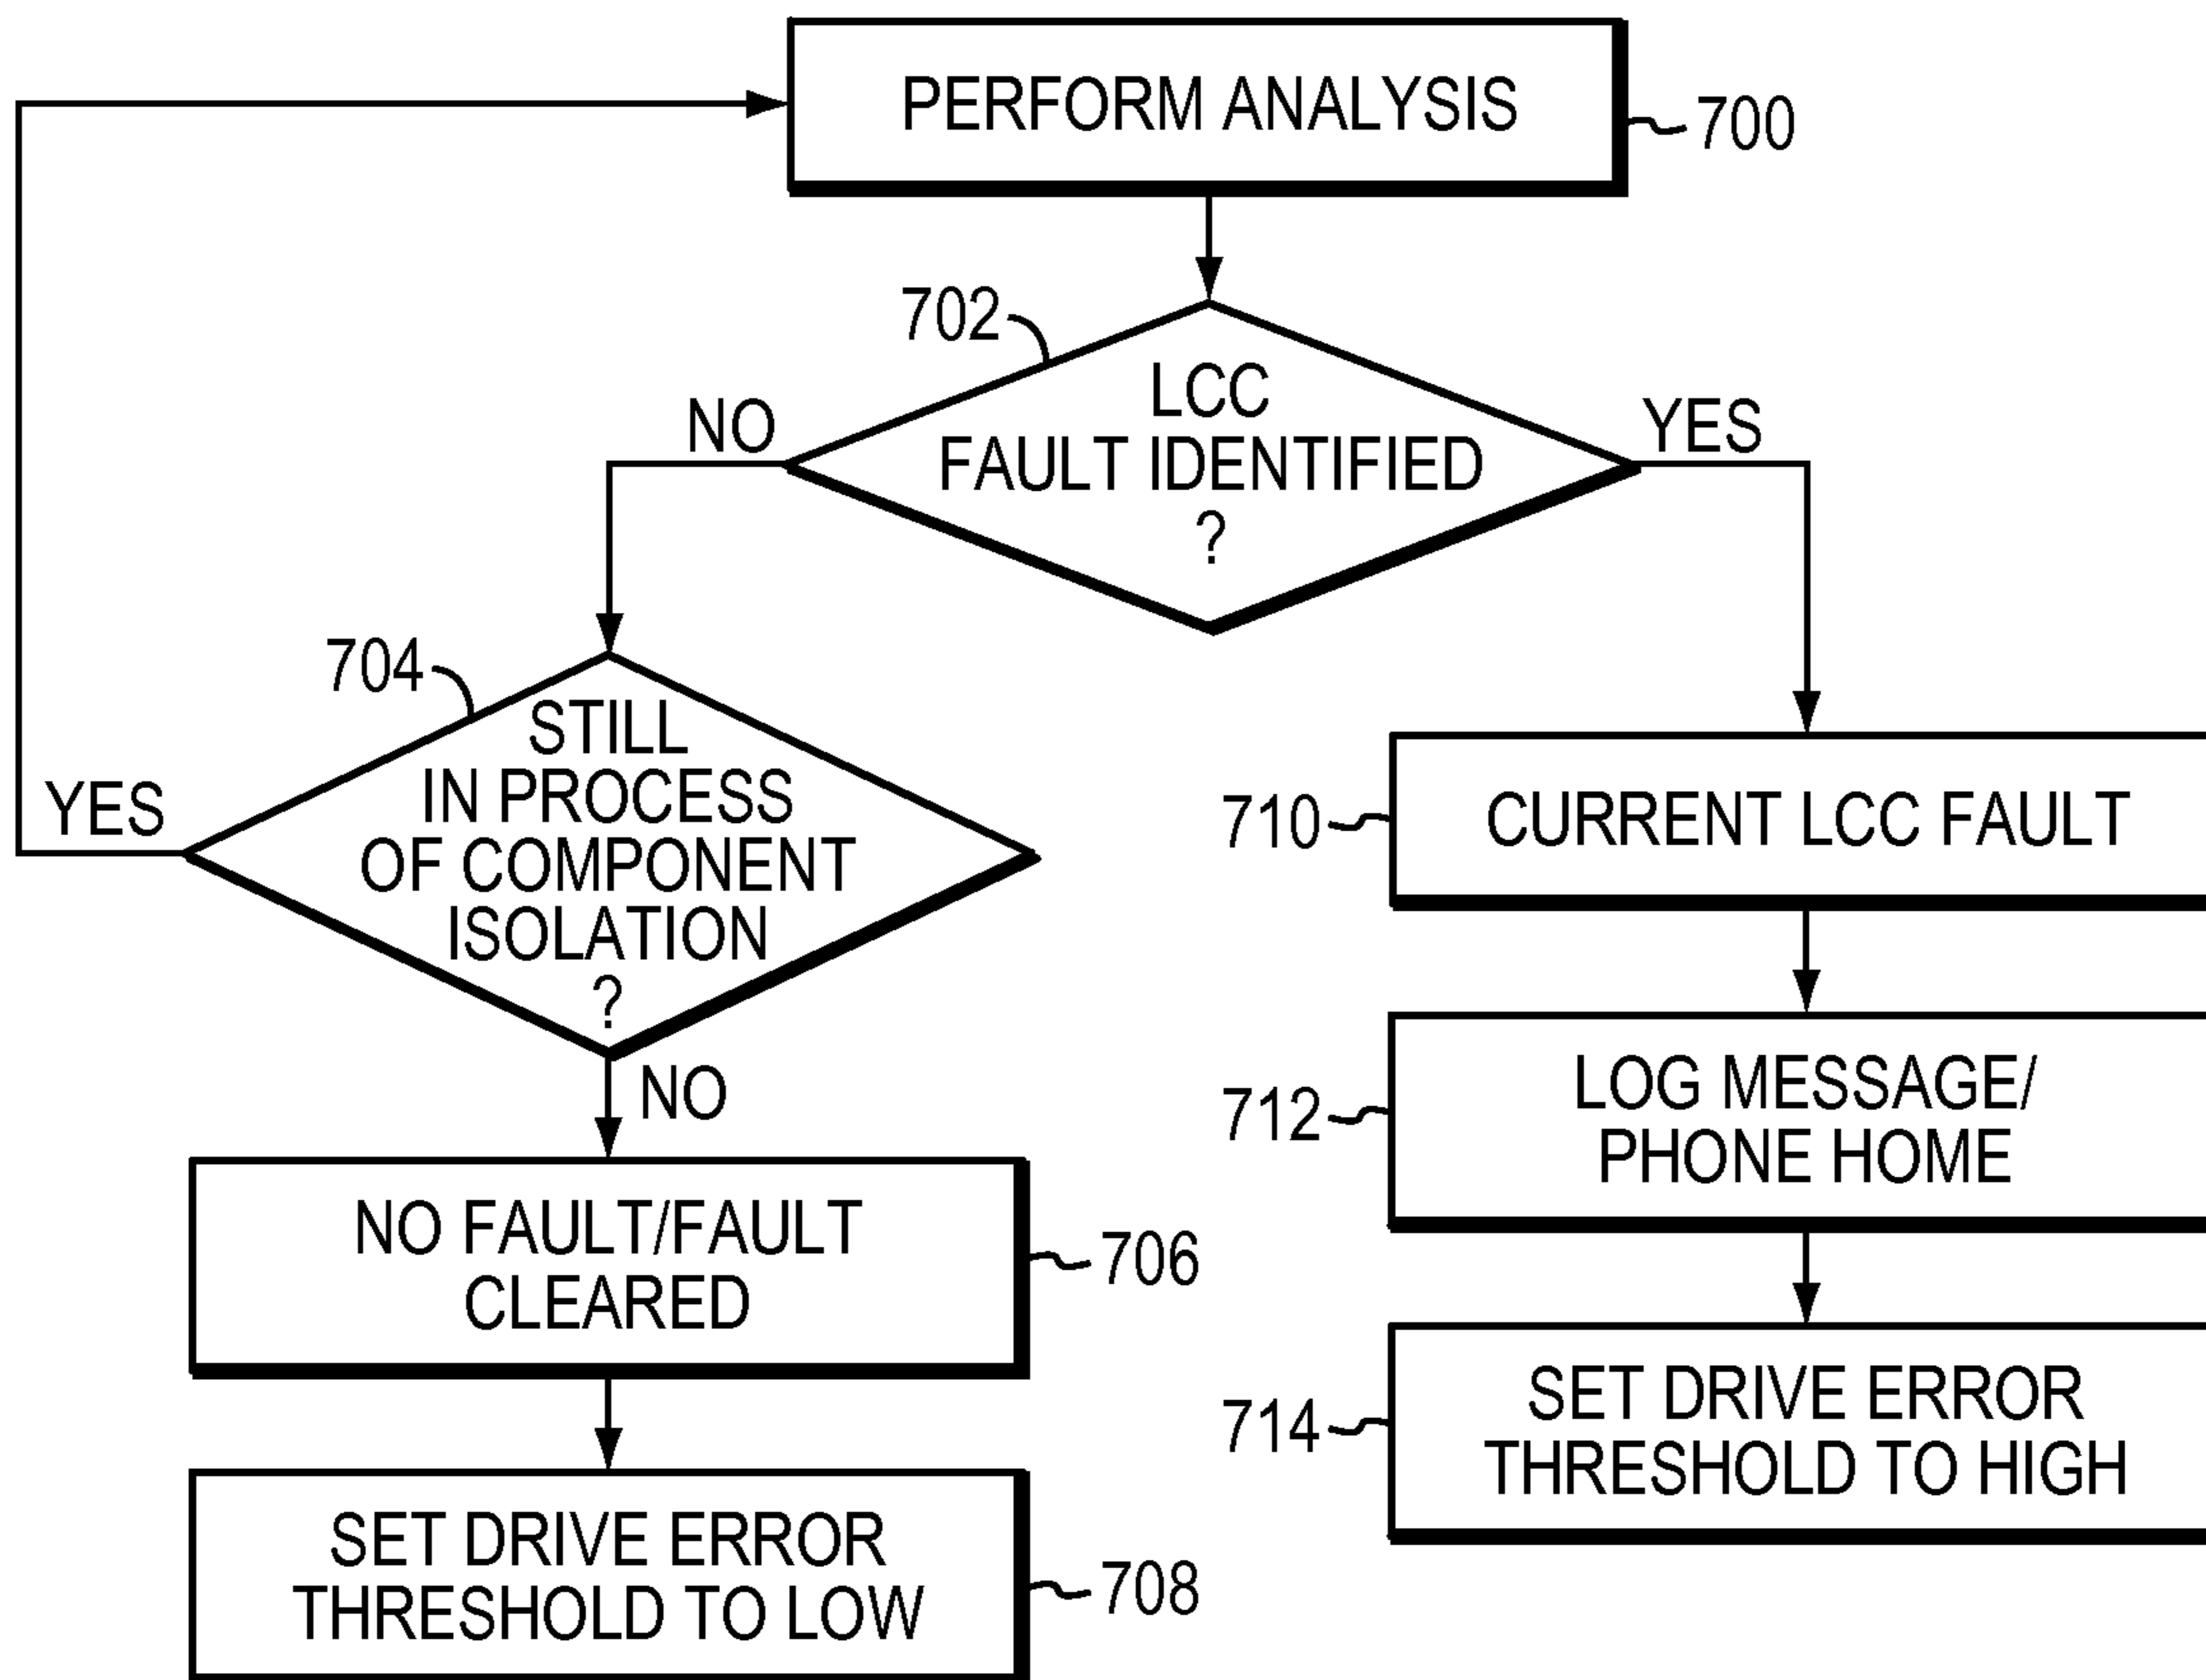 PERFORM ANALYSIS
700
702
LCC
FAULT IDENTIFIED
?
NO
YES
704
STILL
IN PROCESS
OF COMPONENT
ISOLATION
?
YES
NO
710
CURRENT LCC FAULT
712
LOG MESSAGE/
PHONE HOME
NO FAULT/FAULT
CLEARED
706
714
SET DRIVE ERROR
THRESHOLD TO HIGH
SET DRIVE ERROR
THRESHOLD TO LOW
708